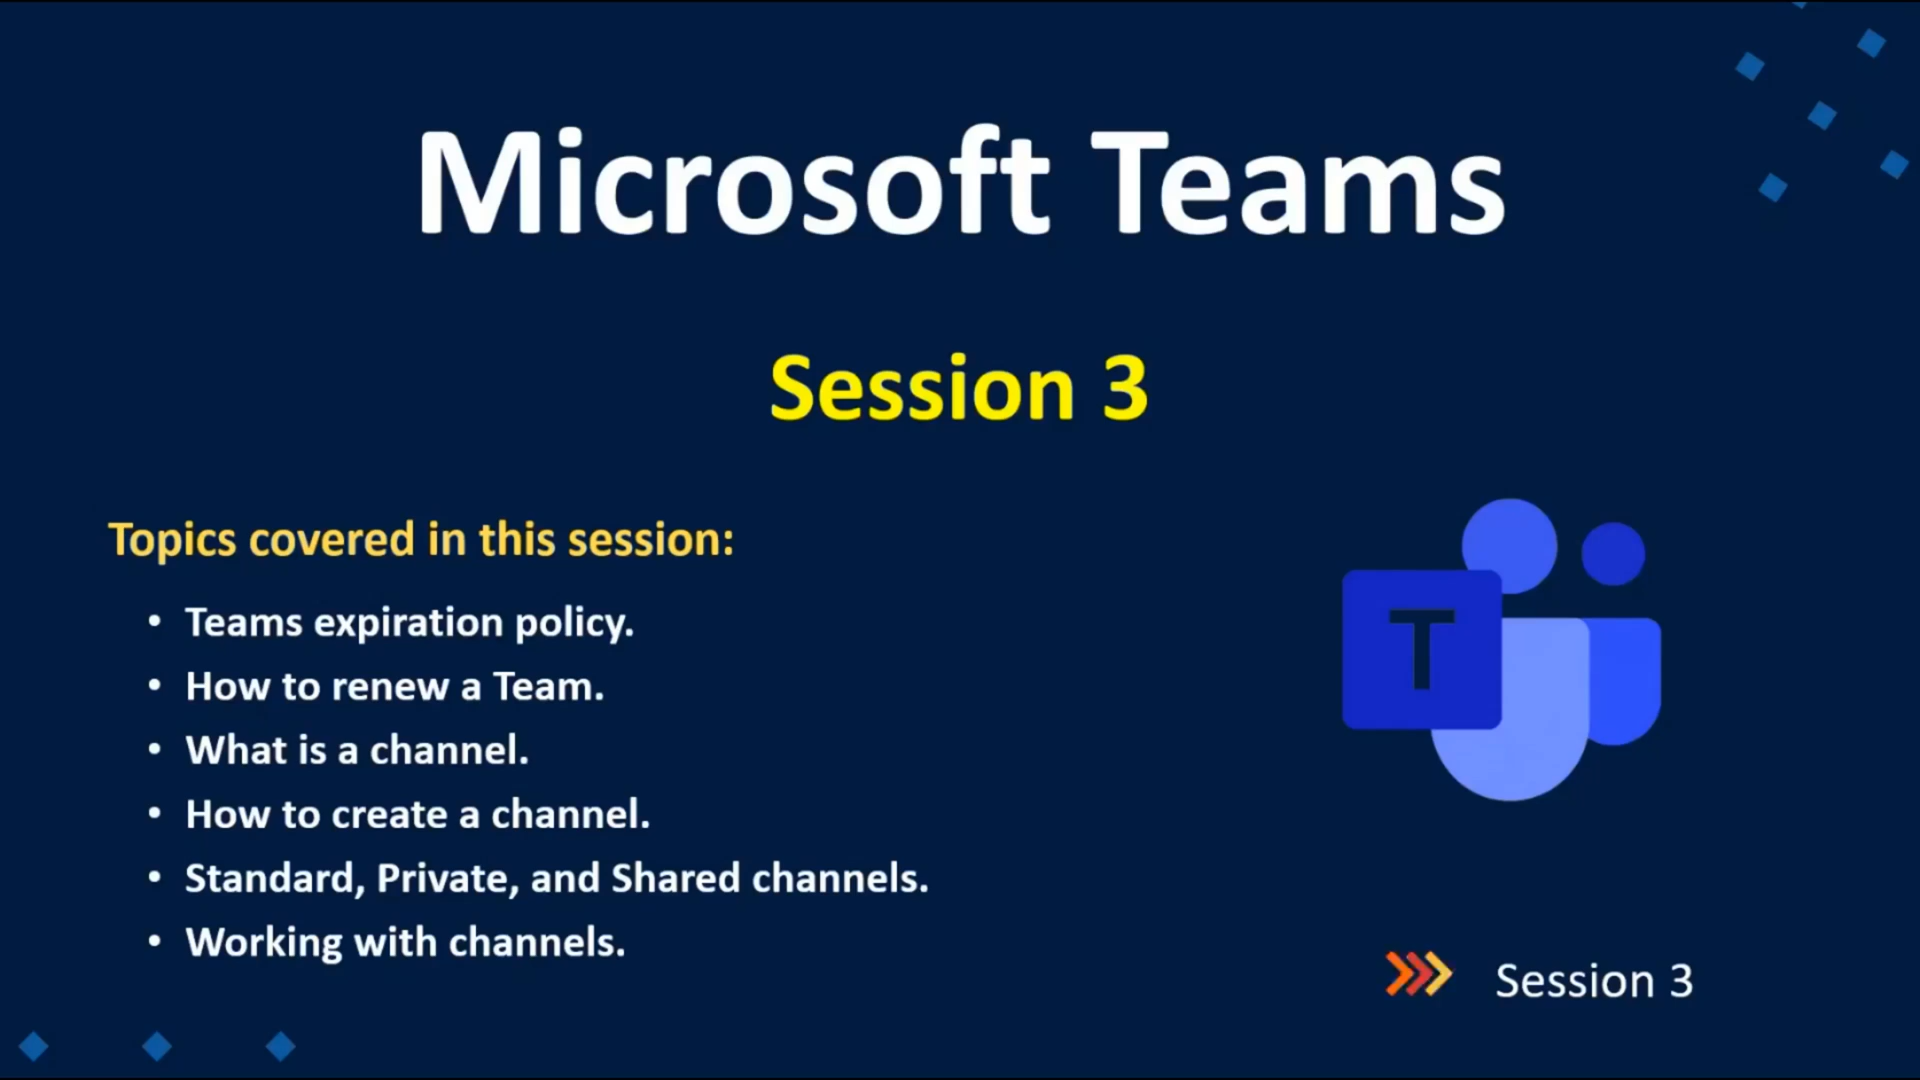 Microsoft Teams
Session 3
Topics covered in this session:
• Teams expiration policy.
• How to renew a Team.
• What is a channel.
• How to create a channel.
• Standard, Private, and Shared channels.
• Working with channels.
T
Session 3